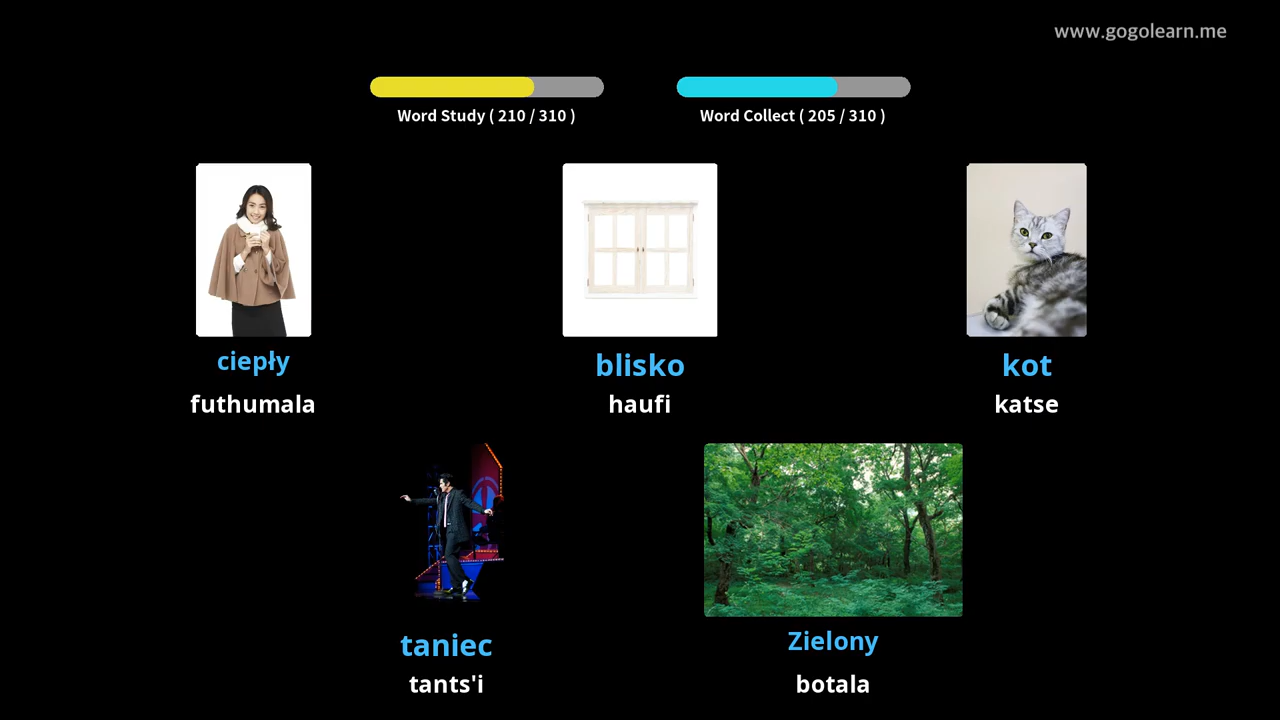 www.gogolearn.me
Word Study ( 210 / 310 )
Word Collect ( 205 / 310 )
ciepły
futhumala
blisko
haufi
kot
katse
taniec
tants'i
Zielony
botala